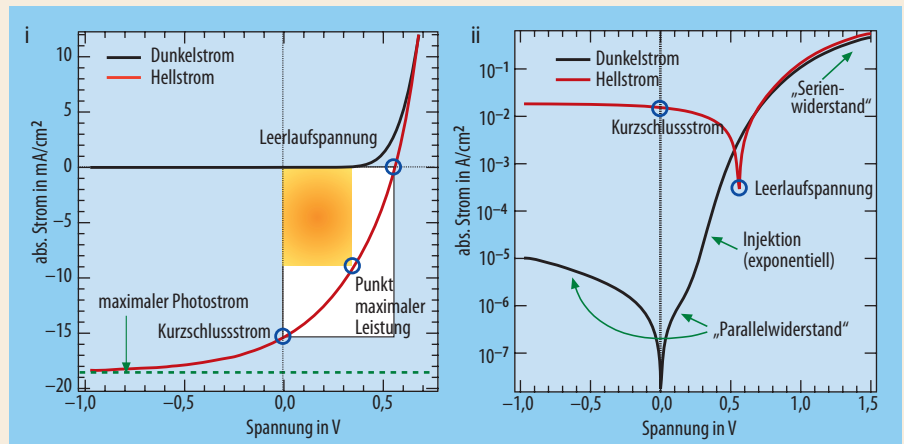 i
abs. Strom in mA/cm²
10
5
0
−5
−10
−15
−20
Dunkelstrom
Hellstrom
Leerlaufspannung
Punkt
maximaler
Leistung
maximaler Photostrom
Kurzschlussstrom
−1,0
−0,5
0,0
0,5
Spannung in V
ii
abs. Strom in A/cm²
10⁻¹
10⁻²
10⁻³
10⁻⁴
10⁻⁵
10⁻⁶
10⁻⁷
Dunkelstrom
Hellstrom
„Serien-
widerstand“
Kurzschlussstrom
Leerlaufspannung
Injektion
(exponentiell)
„Parallelwiderstand“
−1,0
−0,5
0,0
0,5
1,0
1,5
Spannung in V